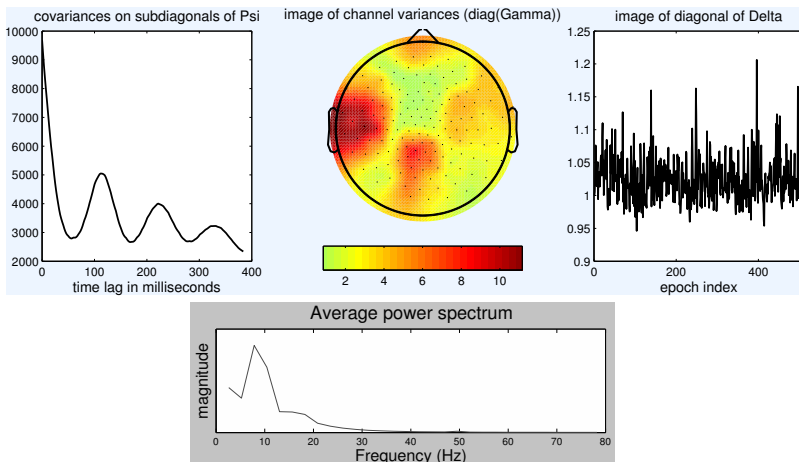 covariances on subdiagonals of Psi
10000
9000
8000
7000
6000
5000
4000
3000
2000
0 100 200 300 400
time lag in milliseconds
image of channel variances (diag(Gamma))
2 4 6 8 10
image of diagonal of Delta
1.25
1.2
1.15
1.1
1.05
1
0.95
0.9
0 200 400
epoch index
Average power spectrum
magnitude
0 10 20 30 40 50 60 70 80
Frequency (Hz)